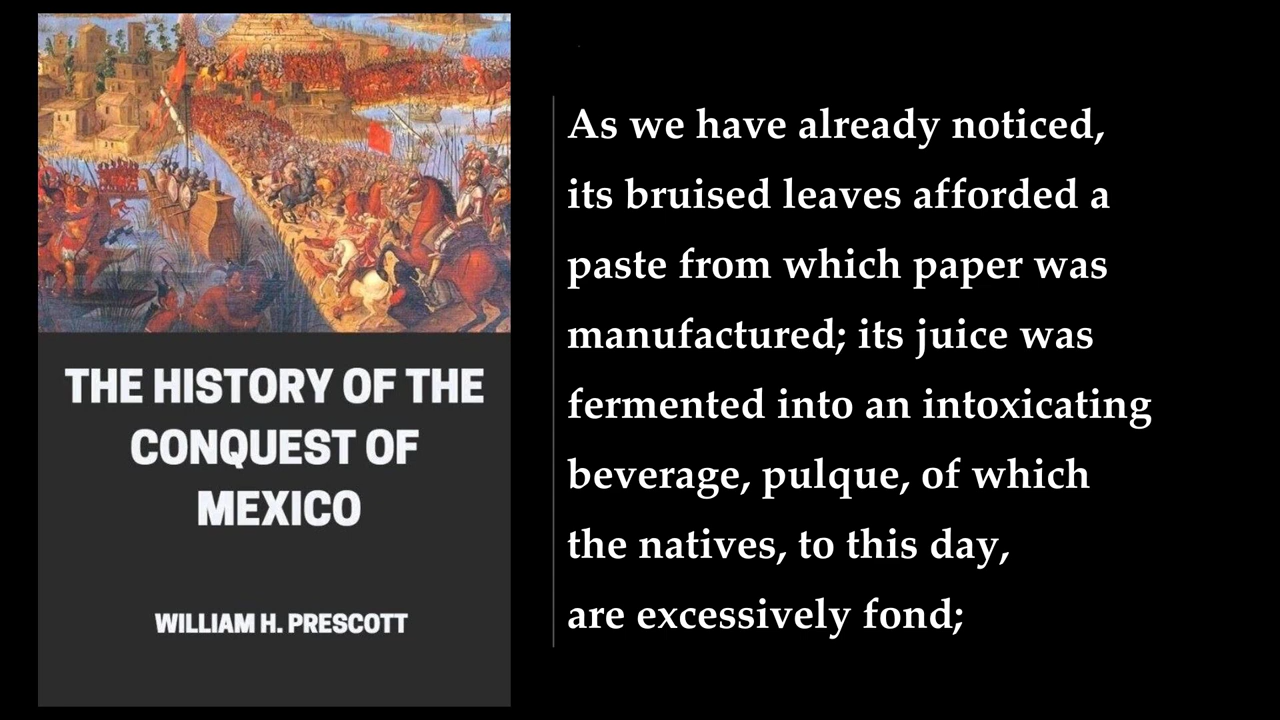 THE HISTORY OF THE
CONQUEST OF
MEXICO
WILLIAM H. PRESCOTT
As we have already noticed,
its bruised leaves afforded a
paste from which paper was
manufactured; its juice was
fermented into an intoxicating
beverage, pulque, of which
the natives, to this day,
are excessively fond;